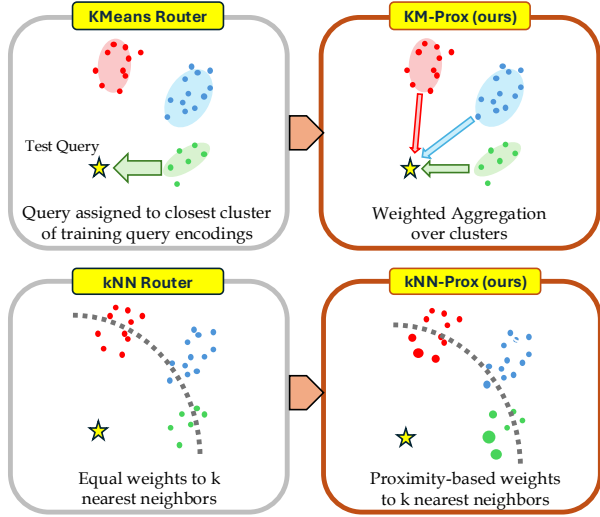 KMeans Router
KM-Prox (ours)
Test Query
Query assigned to closest cluster
of training query encodings
Weighted Aggregation
over clusters
kNN Router
kNN-Prox (ours)
Equal weights to k
nearest neighbors
Proximity-based weights
to k nearest neighbors